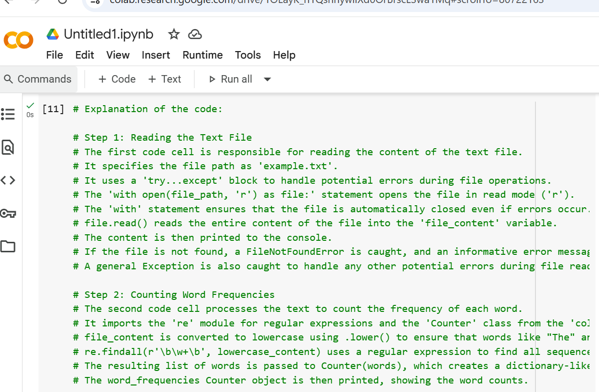 Untitled1.ipynb
File Edit View Insert Runtime Tools Help
Commands + Code + Text Run all
[11] # Explanation of the code:
0s
# Step 1: Reading the Text File
# The first code cell is responsible for reading the content of the text file.
# It specifies the file path as 'example.txt'.
# It uses a 'try...except' block to handle potential errors during file operations.
# The 'with open(file_path, 'r') as file:' statement opens the file in read mode ('r').
# The 'with' statement ensures that the file is automatically closed even if errors occur.
# file.read() reads the entire content of the file into the 'file_content' variable.
# The content is then printed to the console.
# If the file is not found, a FileNotFoundError is caught, and an informative error messag
# A general Exception is also caught to handle any other potential errors during file read
# Step 2: Counting Word Frequencies
# The second code cell processes the text to count the frequency of each word.
# It imports the 're' module for regular expressions and the 'Counter' class from the 'col
# file_content is converted to lowercase using .lower() to ensure that words like "The" an
# re.findall(r'\b\w+\b', lowercase_content) uses a regular expression to find all sequence
# The resulting list of words is passed to Counter(words), which creates a dictionary-like
# The word_frequencies Counter object is then printed, showing the word counts.